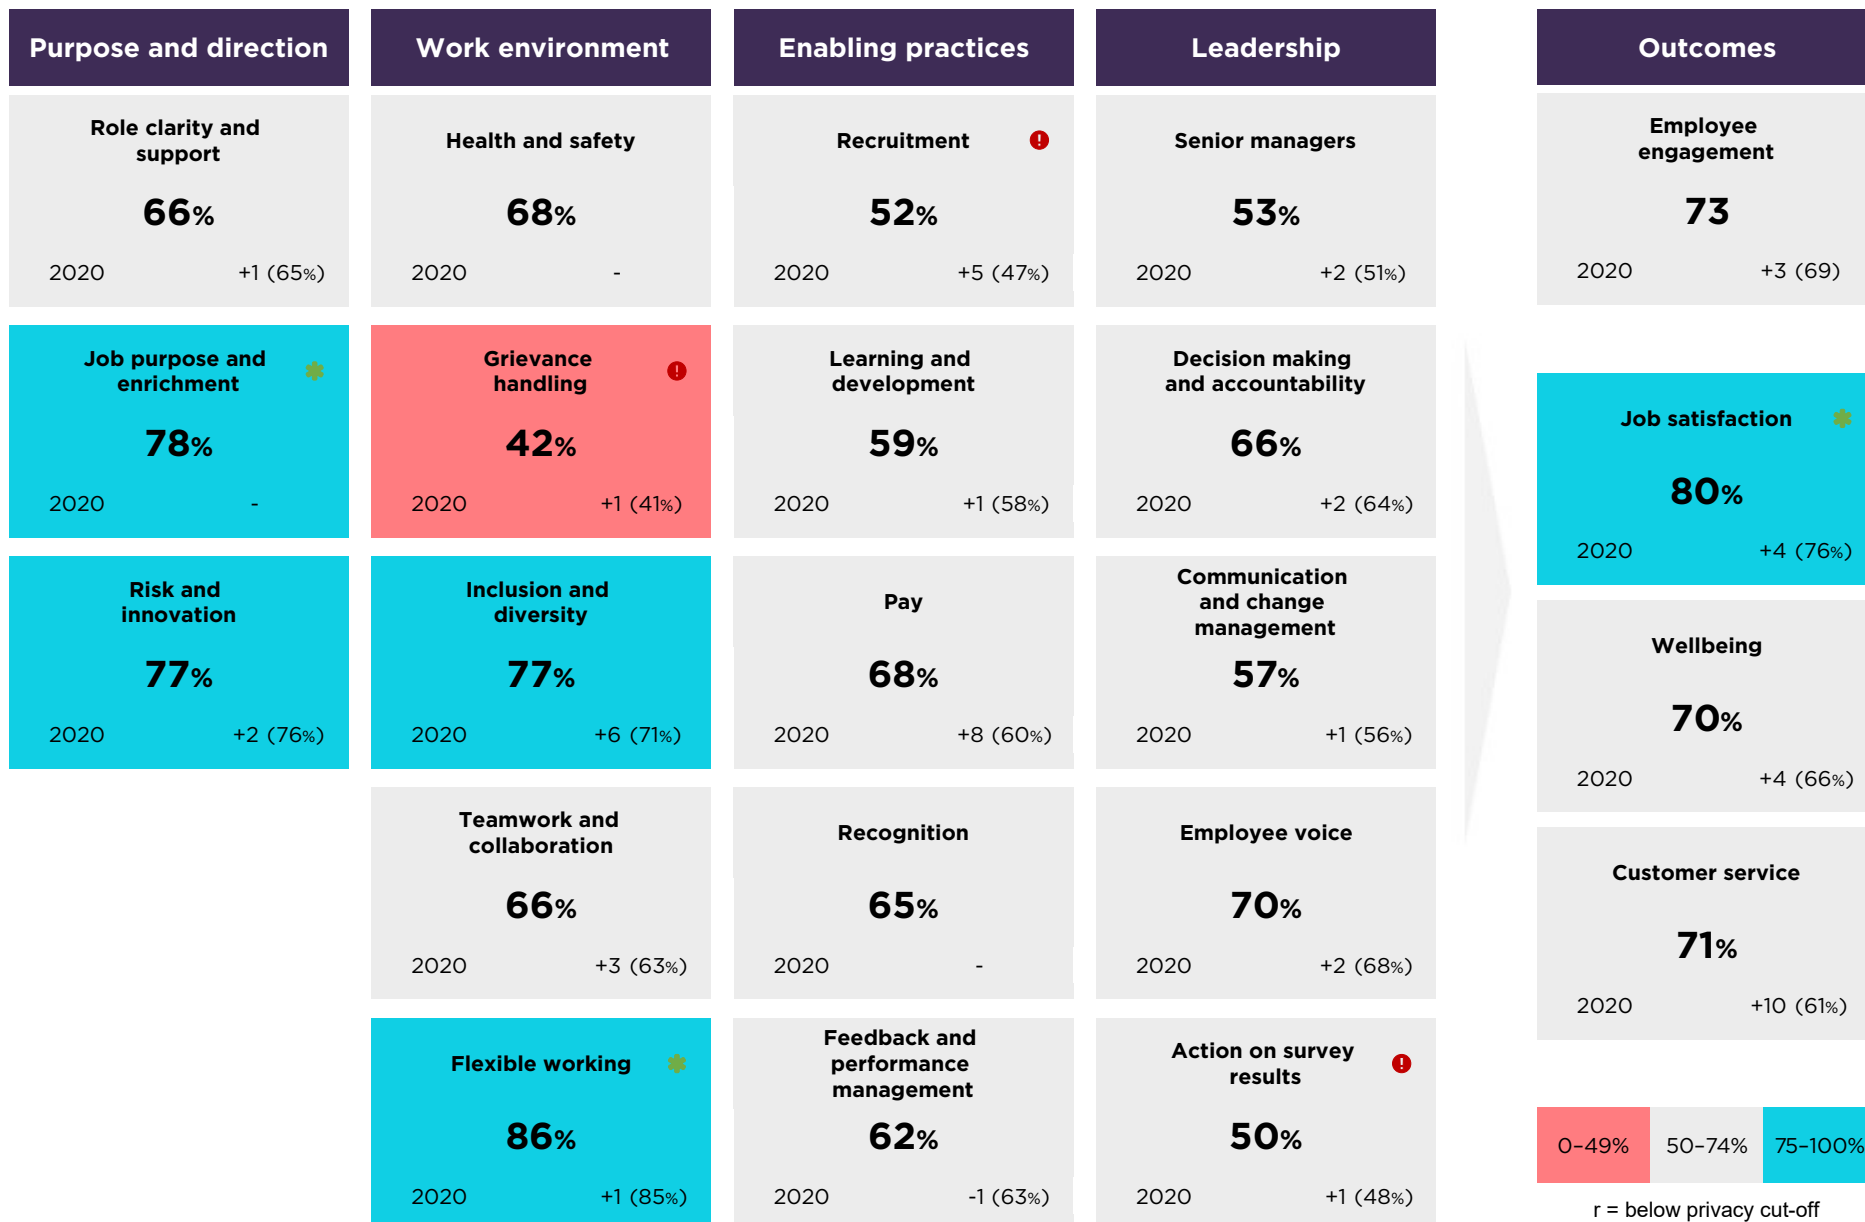 Purpose and direction
Role clarity and
support
66%
2020 +1 (65%)
Job purpose and
enrichment
78%
2020 -
Risk and
innovation
77%
2020 +2 (76%)
Work environment
Health and safety
68%
2020 -
Grievance
handling
42%
2020 +1 (41%)
Inclusion and
diversity
77%
2020 +6 (71%)
Teamwork and
collaboration
66%
2020 +3 (63%)
Flexible working
86%
2020 +1 (85%)
Enabling practices
Recruitment
52%
2020 +5 (47%)
Learning and
development
59%
2020 +1 (58%)
Pay
68%
2020 +8 (60%)
Recognition
65%
2020 -
Feedback and
performance
management
62%
2020 -1 (63%)
Leadership
Senior managers
53%
2020 +2 (51%)
Decision making
and accountability
66%
2020 +2 (64%)
Communication
and change
management
57%
2020 +1 (56%)
Employee voice
70%
2020 +2 (68%)
Action on survey
results
50%
2020 +1 (48%)
Outcomes
Employee
engagement
73
2020 +3 (69)
Job satisfaction
80%
2020 +4 (76%)
Wellbeing
70%
2020 +4 (66%)
Customer service
71%
2020 +10 (61%)
0–49% 50–74% 75–100%
r = below privacy cut-off